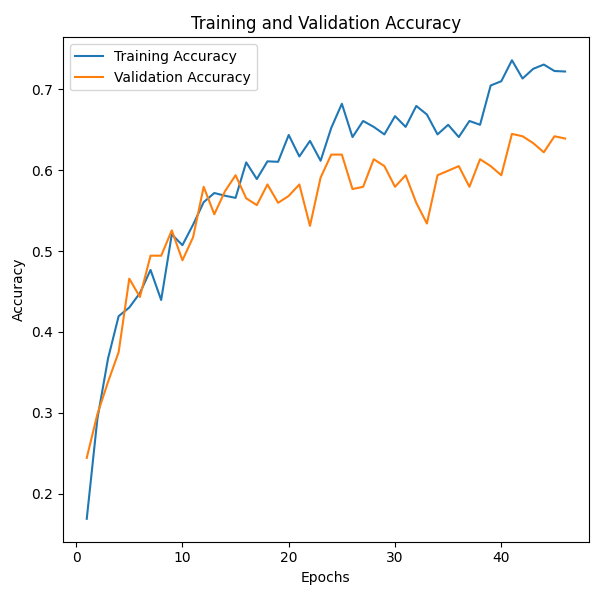 Training and Validation Accuracy
Training Accuracy
Validation Accuracy
0.7
0.6
0.5
0.4
0.3
0.2
Accuracy
0 10 20 30 40
Epochs